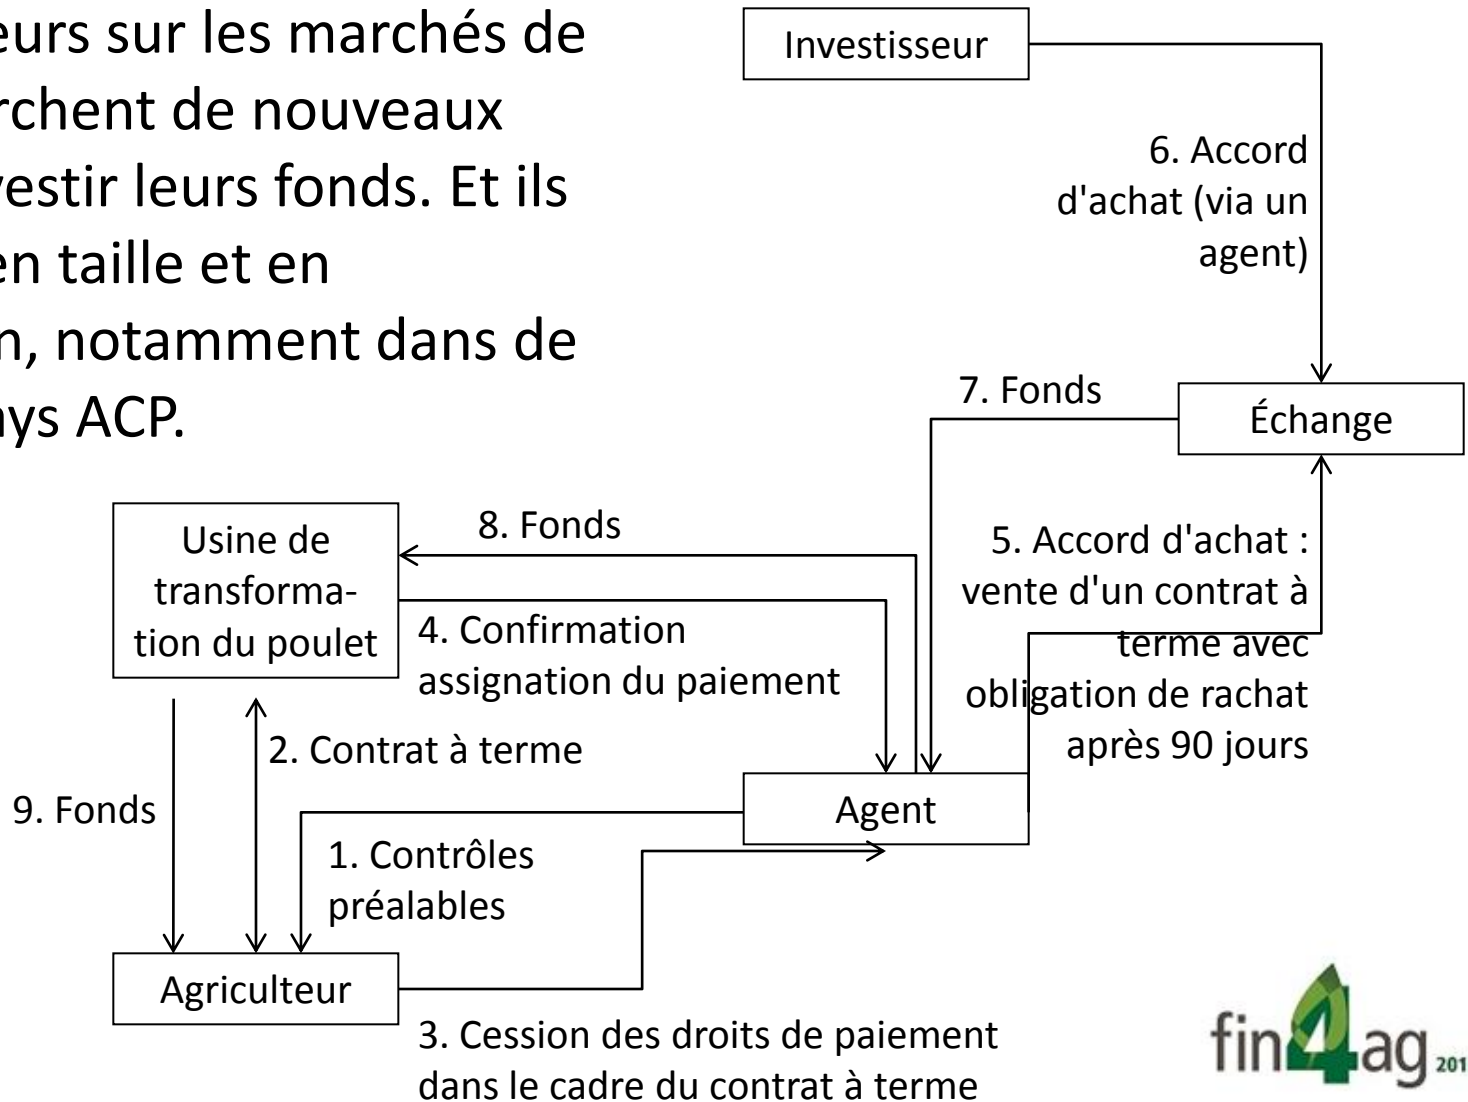 eurs sur les marchés de
rchent de nouveaux
vestir leurs fonds. Et ils
en taille et en
n, notamment dans de
ays ACP.
Investisseur
6. Accord
d'achat (via un
agent)
7. Fonds
Échange
Usine de
transforma-
tion du poulet
8. Fonds
5. Accord d'achat :
vente d'un contrat à
terme avec
obligation de rachat
après 90 jours
4. Confirmation
assignation du paiement
2. Contrat à terme
9. Fonds
Agent
1. Contrôles
préalables
Agriculteur
3. Cession des droits de paiement
dans le cadre du contrat à terme
fin4ag 201